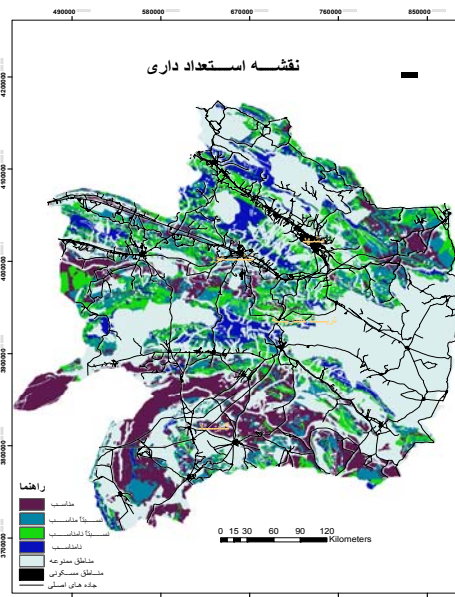 490000 580000 670000 760000 850000
نقشه استعداد داری
4200000
4100000
4000000
3900000
3800000
3700000
راهنما
مناسب
نسبتاً مناسب
نسبتاً نامناسب
نامناسب
مناطق ممنوعه
مناطق مسکونی
جاده های اصلی
0 15 30 60 90 120
Kilometers